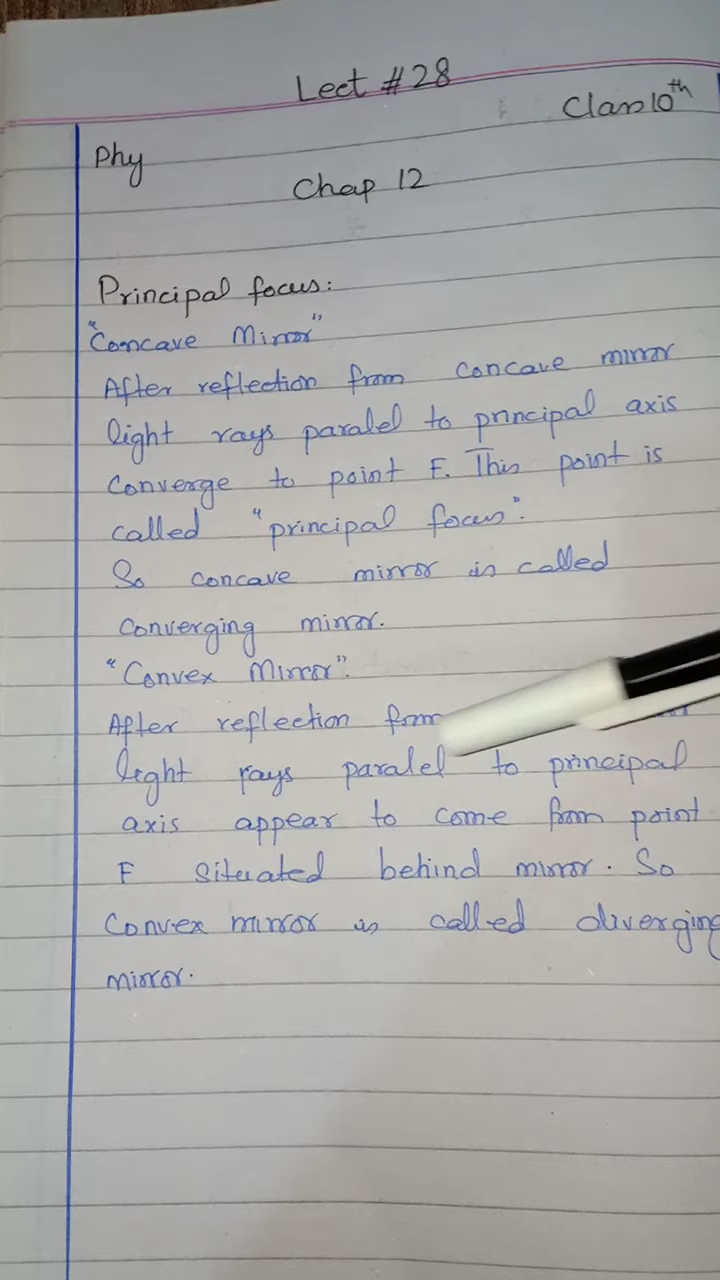 Lect #28
Class 10th
Phy
Chap 12
Principal focus:
"Concave Mirror"
After reflection from concave mirror
light rays paralel to principal axis
converge to point F. This point is
called "principal focus".
So concave mirror is called
converging mirror.
"Convex Mirror".
After reflection from
light rays paralel to principal
axis appear to come from point
F situated behind mirror. So
Convex mirror is called diverging
mirror.